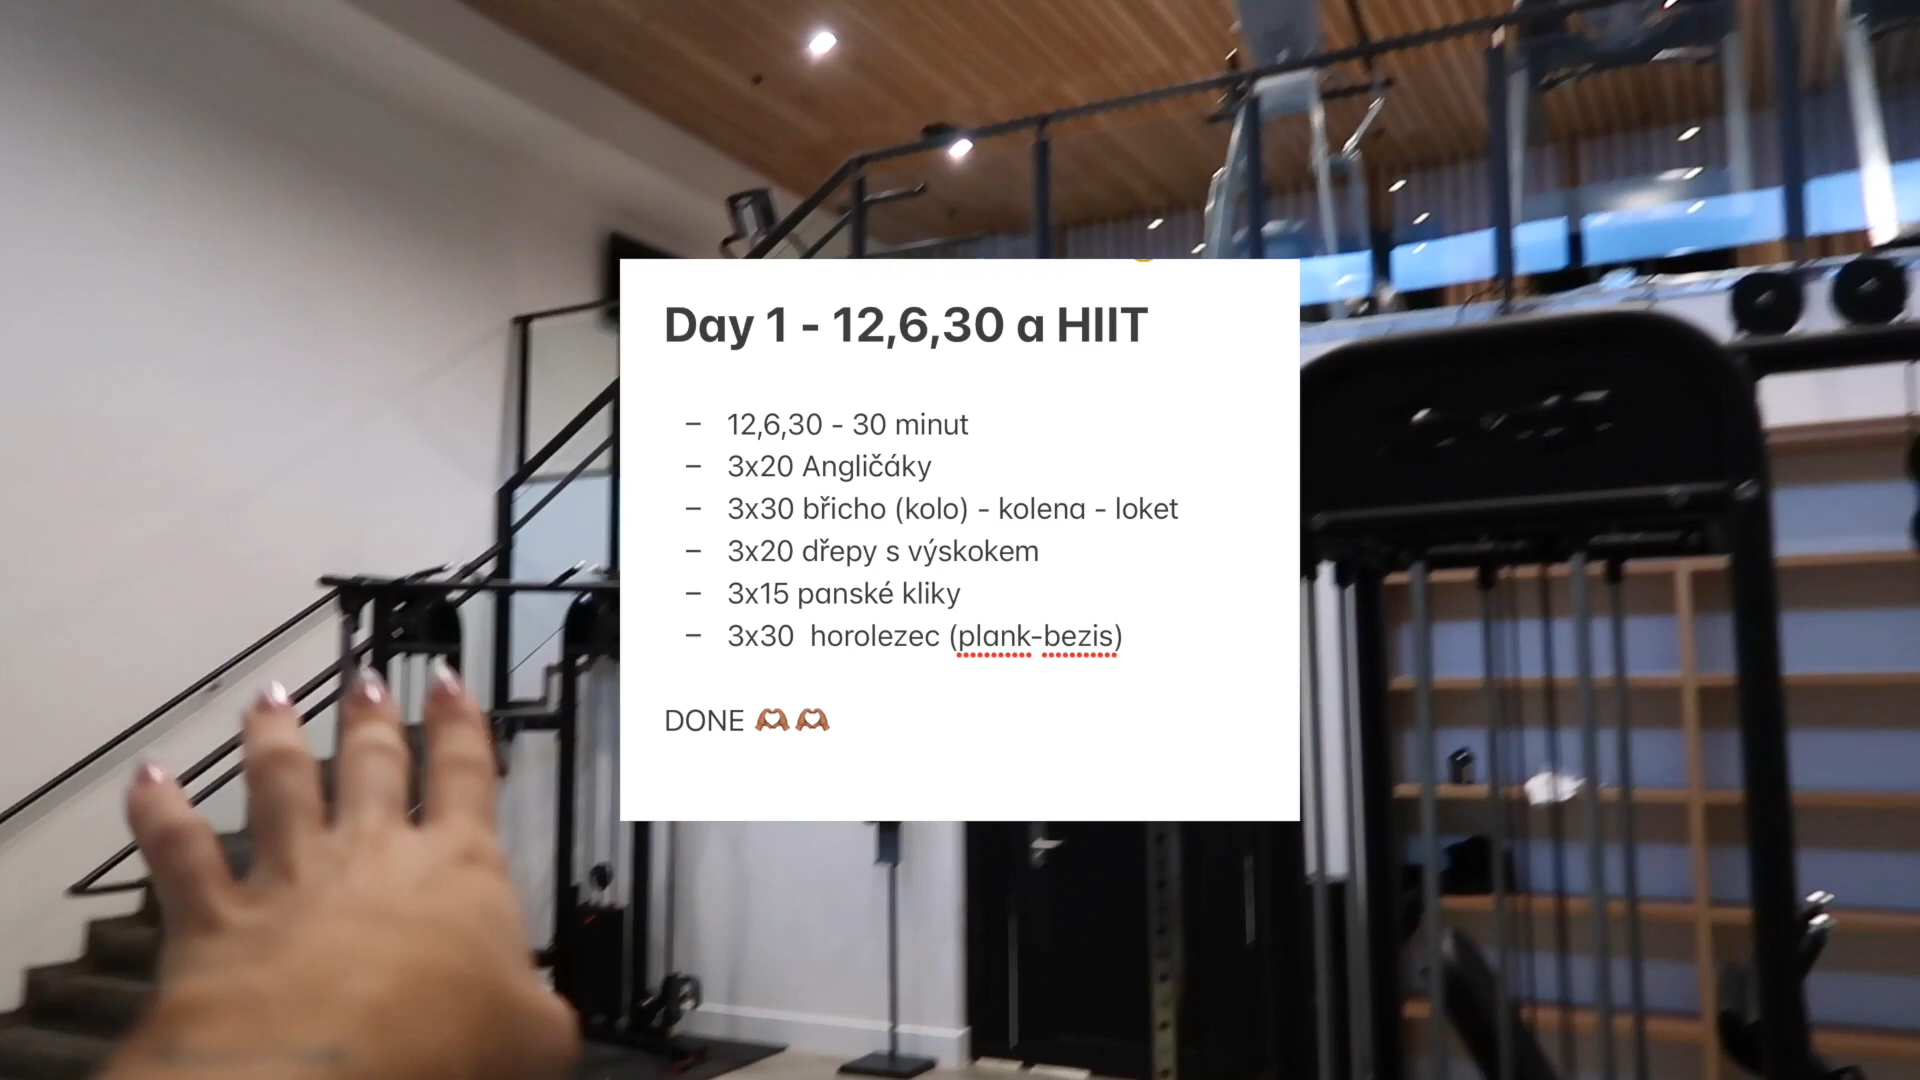 Day 1 - 12,6,30 a HIIT
– 12,6,30 - 30 minut
– 3x20 Angličáky
– 3x30 břicho (kolo) - kolena - loket
– 3x20 dřepy s výskokem
– 3x15 panské kliky
– 3x30  horolezec (plank-bezis)
DONE 🫶🏾🫶🏾